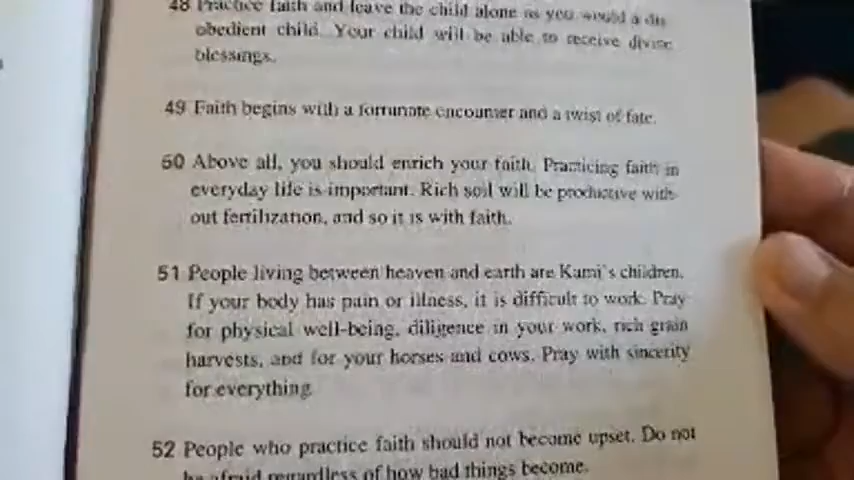 48 Practice faith and leave the child alone as you would a dis
obedient child. Your child will be able to receive divine
blessings.
49 Faith begins with a fortunate encounter and a twist of fate.
50 Above all, you should enrich your faith. Practicing faith in
everyday life is important. Rich soil will be productive with-
out fertilization, and so it is with faith.
51 People living between heaven and earth are Kami's children.
If your body has pain or illness, it is difficult to work. Pray
for physical well-being, diligence in your work, rich grain
harvests, and for your horses and cows. Pray with sincerity
for everything.
52 People who practice faith should not become upset. Do not
be afraid regardless of how bad things become.